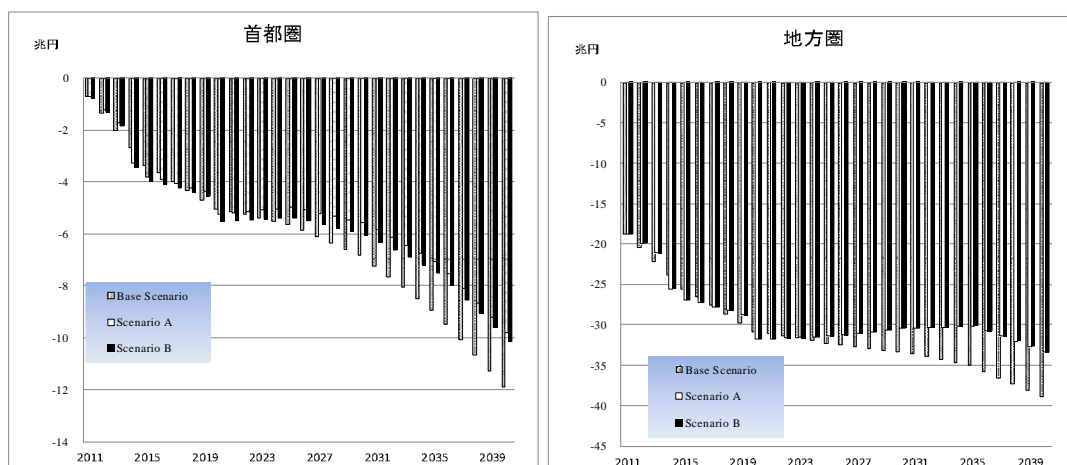 首都圏
兆円
0
-2
-4
-6
-8
-10
-12
-14
Base Scenario
Scenario A
Scenario B
2011 2015 2019 2023 2027 2031 2035 2039
地方圏
兆円
0
-5
-10
-15
-20
-25
-30
-35
-40
-45
Base Scenario
Scenario A
Scenario B
2011 2015 2019 2023 2027 2031 2035 2039